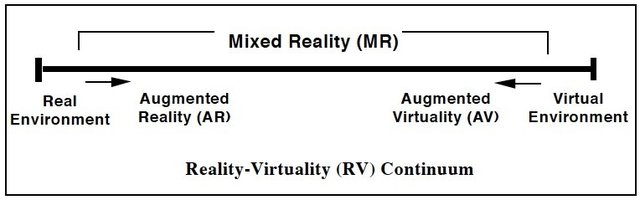 Mixed Reality (MR)
Real
Environment
Augmented
Reality (AR)
Augmented
Virtuality (AV)
Virtual
Environment
Reality-Virtuality (RV) Continuum